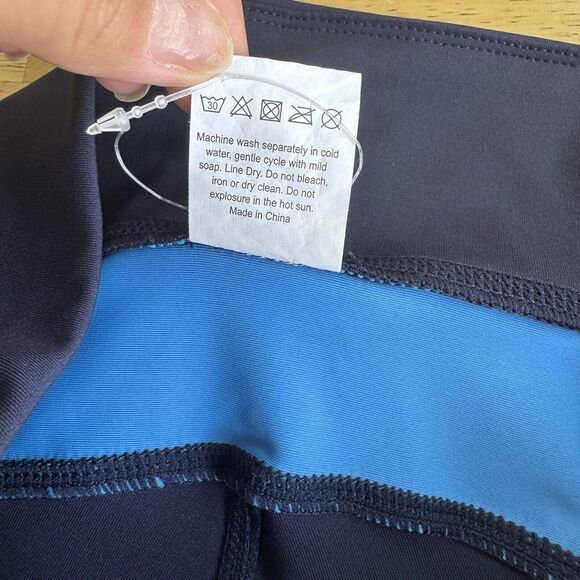 30
Machine wash separately in cold
water, gentle cycle with mild
soap. Line Dry. Do not bleach,
iron or dry clean. Do not
explosure in the hot sun.
Made in China